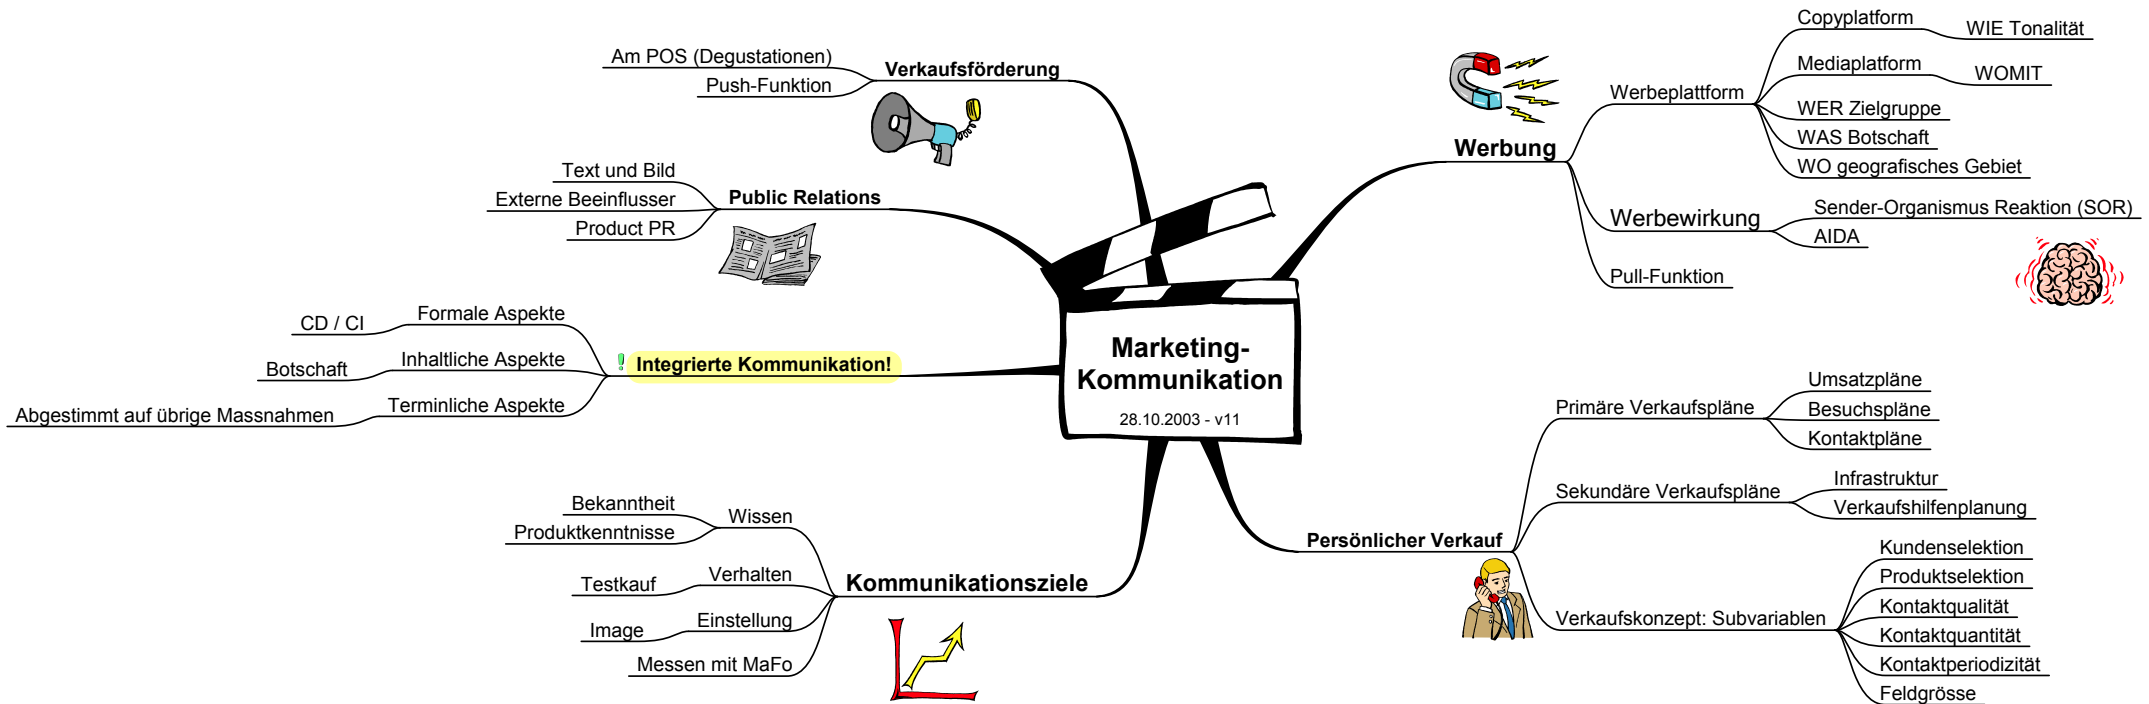 Marketing-
Kommunikation
28.10.2003 - v11
Werbung
Werbeplattform
Copyplatform
WIE Tonalität
Mediaplatform
WOMIT
WER Zielgruppe
WAS Botschaft
WO geografisches Gebiet
Werbewirkung
Sender-Organismus Reaktion (SOR)
AIDA
Pull-Funktion
Persönlicher Verkauf
Primäre Verkaufspläne
Umsatzpläne
Besuchspläne
Kontaktpläne
Sekundäre Verkaufspläne
Infrastruktur
Verkaufshilfenplanung
Verkaufskonzept: Subvariablen
Kundenselektion
Produktselektion
Kontaktqualität
Kontaktquantität
Kontaktperiodizität
Feldgrösse
Verkaufsförderung
Am POS (Degustationen)
Push-Funktion
Public Relations
Text und Bild
Externe Beeinflusser
Product PR
Integrierte Kommunikation!
Formale Aspekte
CD / CI
Inhaltliche Aspekte
Botschaft
Terminliche Aspekte
Abgestimmt auf übrige Massnahmen
Kommunikationsziele
Wissen
Bekanntheit
Produktkenntnisse
Verhalten
Testkauf
Einstellung
Image
Messen mit MaFo